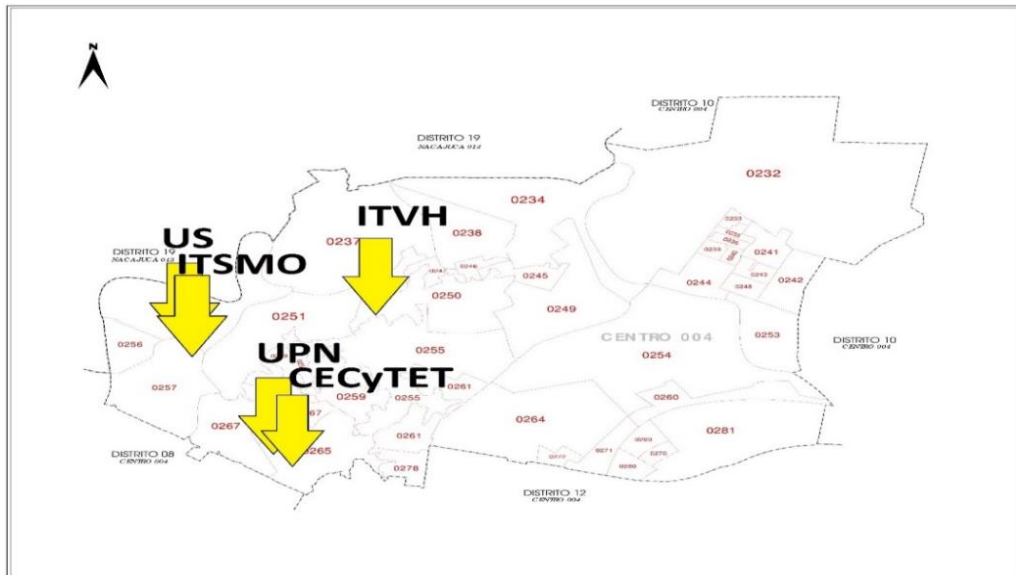 N
DISTRITO 10
CENTRO 004
DISTRITO 19
NACAJUCA 013
0232
0234
ITVH
0237
0238
US
DISTRITO 19
NACAJUCA 013
ITSMO
0241
0245
0244
0242
0250
0249
0248
0251
0253
CENTRO 004
0254
DISTRITO 10
CENTRO 004
0256
UPN
0255
CECyTET
0257
0261
0259
0255
0260
0267
0264
0261
0281
0265
0271
0278
DISTRITO 08
CENTRO 004
DISTRITO 12
CENTRO 004